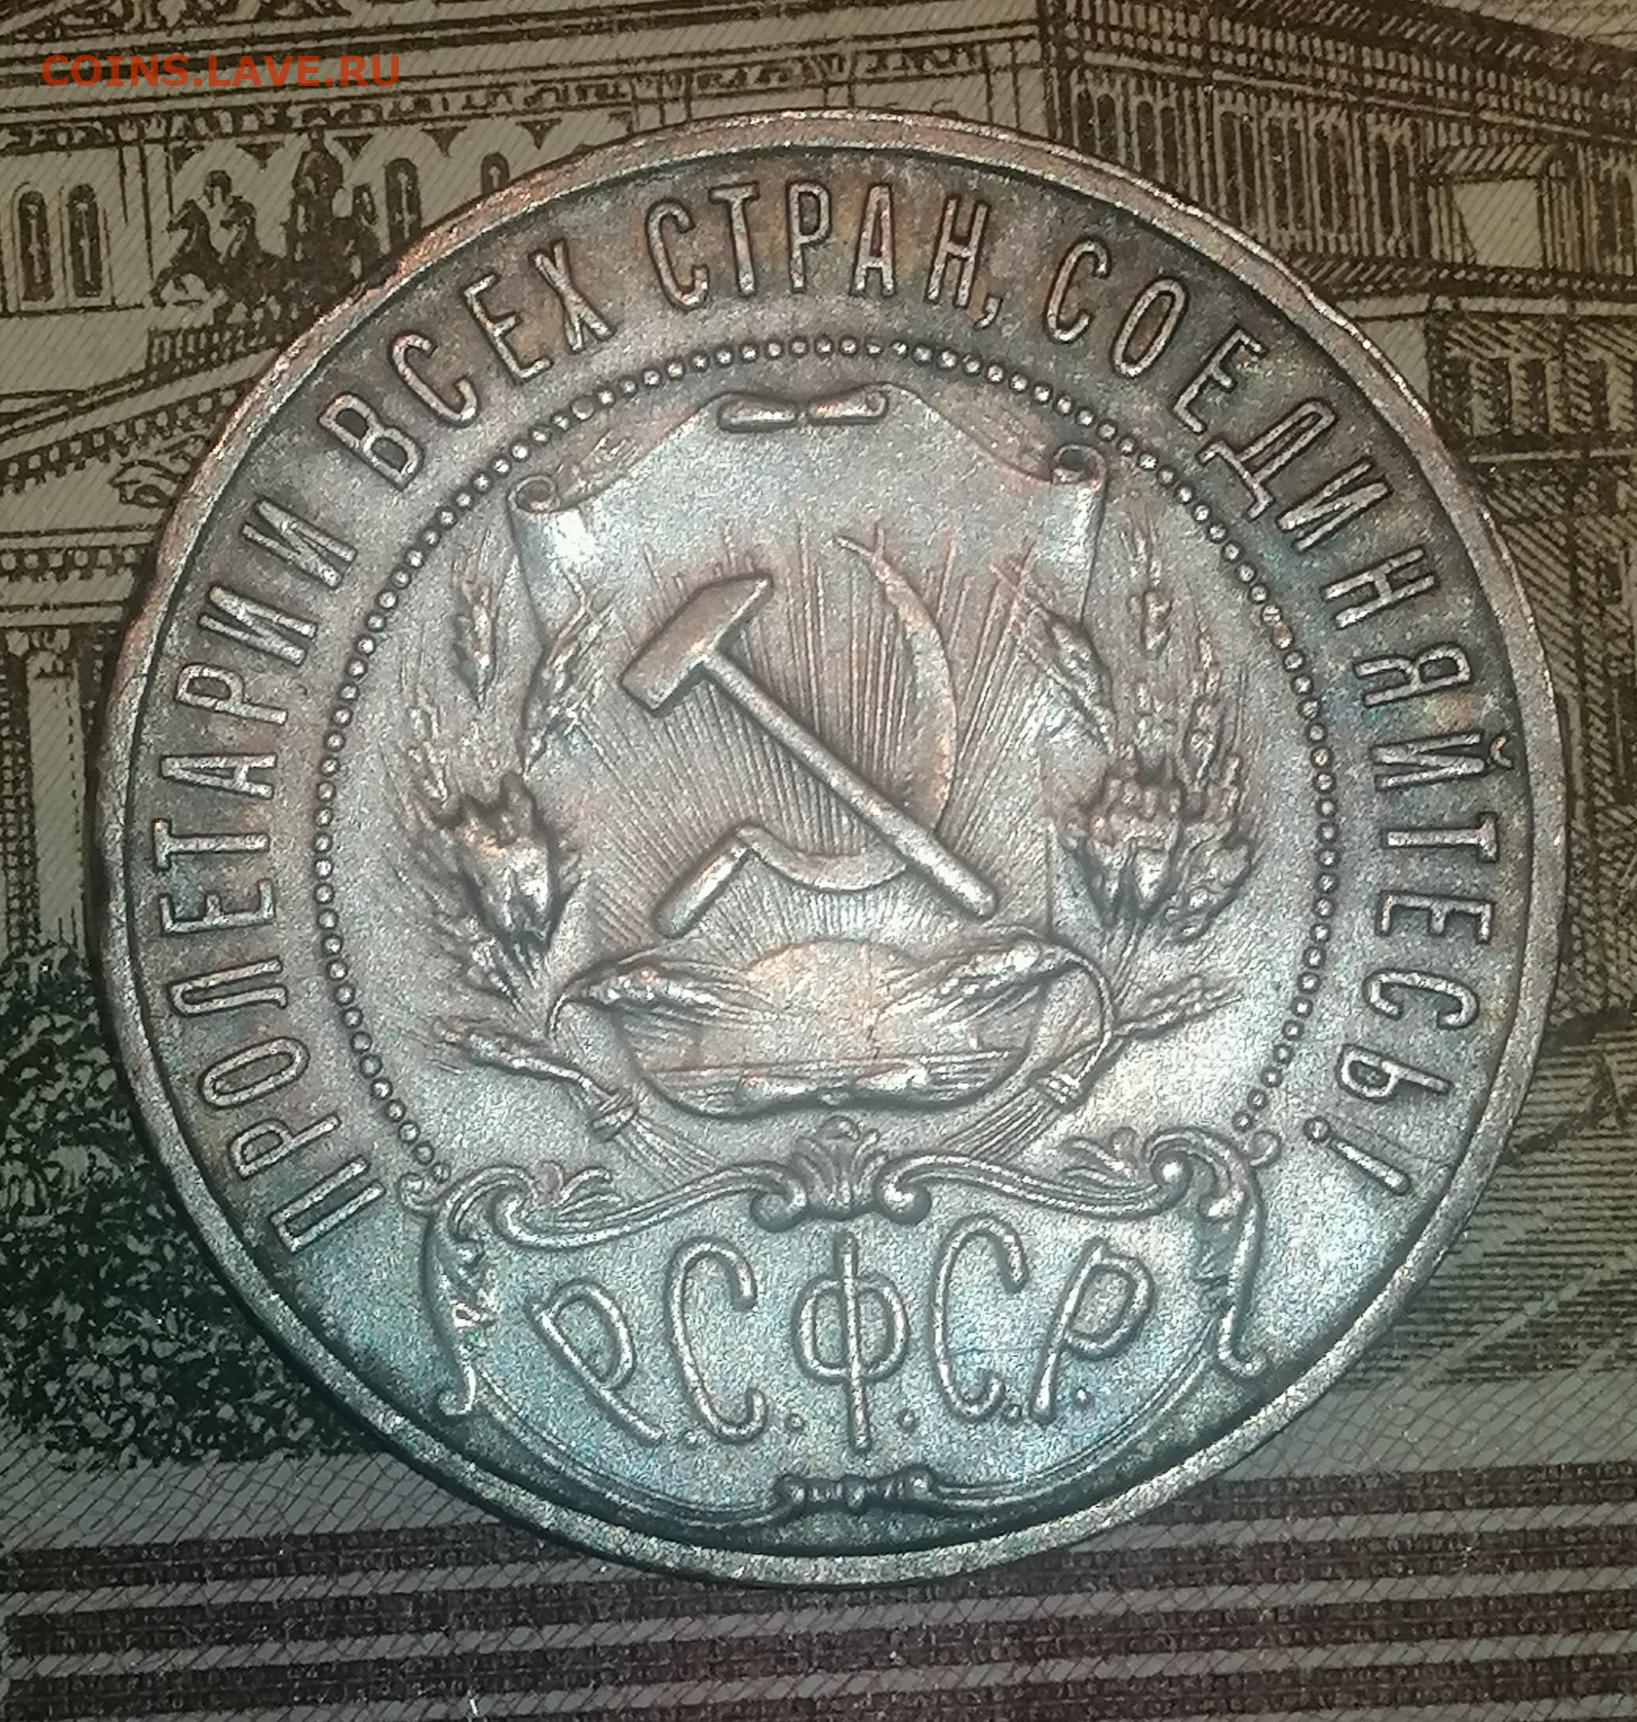 COINS.LAVE.RU
ПРОЛЕТАРИИ ВСЕХ СТРАН, СОЕДИНЯЙТЕСЬ!
Р.С.Ф.С.Р.